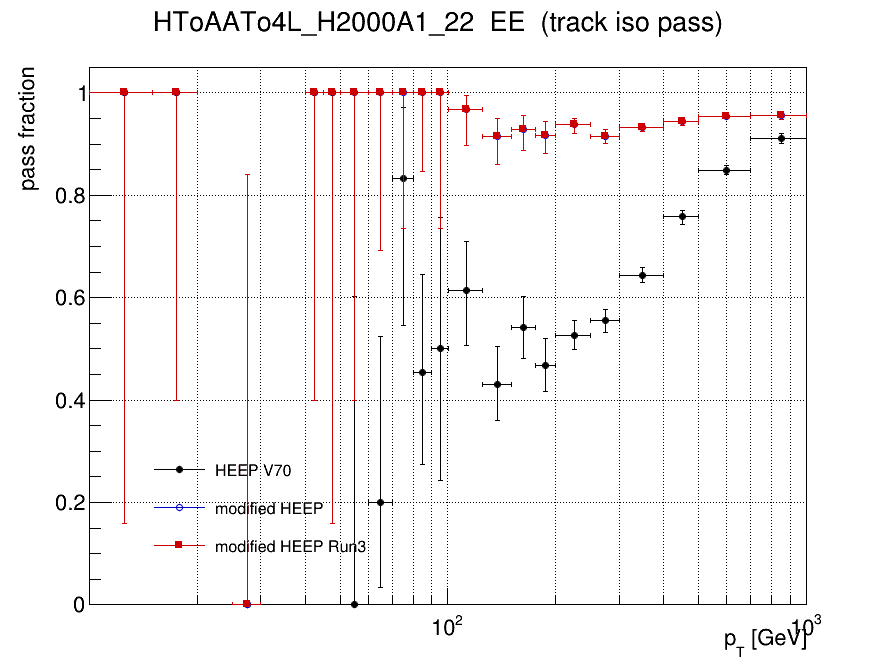 HToAATo4L_H2000A1_22 EE (track iso pass)
pass fraction
1
0.8
0.6
0.4
0.2
0
HEEP V70
modified HEEP
modified HEEP Run3
10²
10³
p_T [GeV]